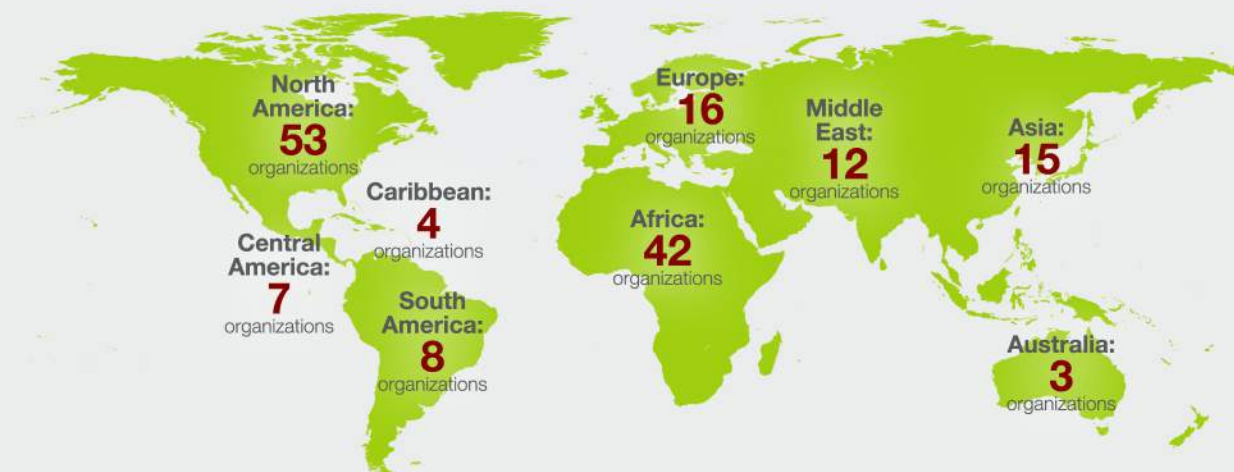 North
America:
53
organizations
Caribbean:
4
organizations
Central
America:
7
organizations
South
America:
8
organizations
Europe:
16
organizations
Africa:
42
organizations
Middle
East:
12
organizations
Asia:
15
organizations
Australia:
3
organizations